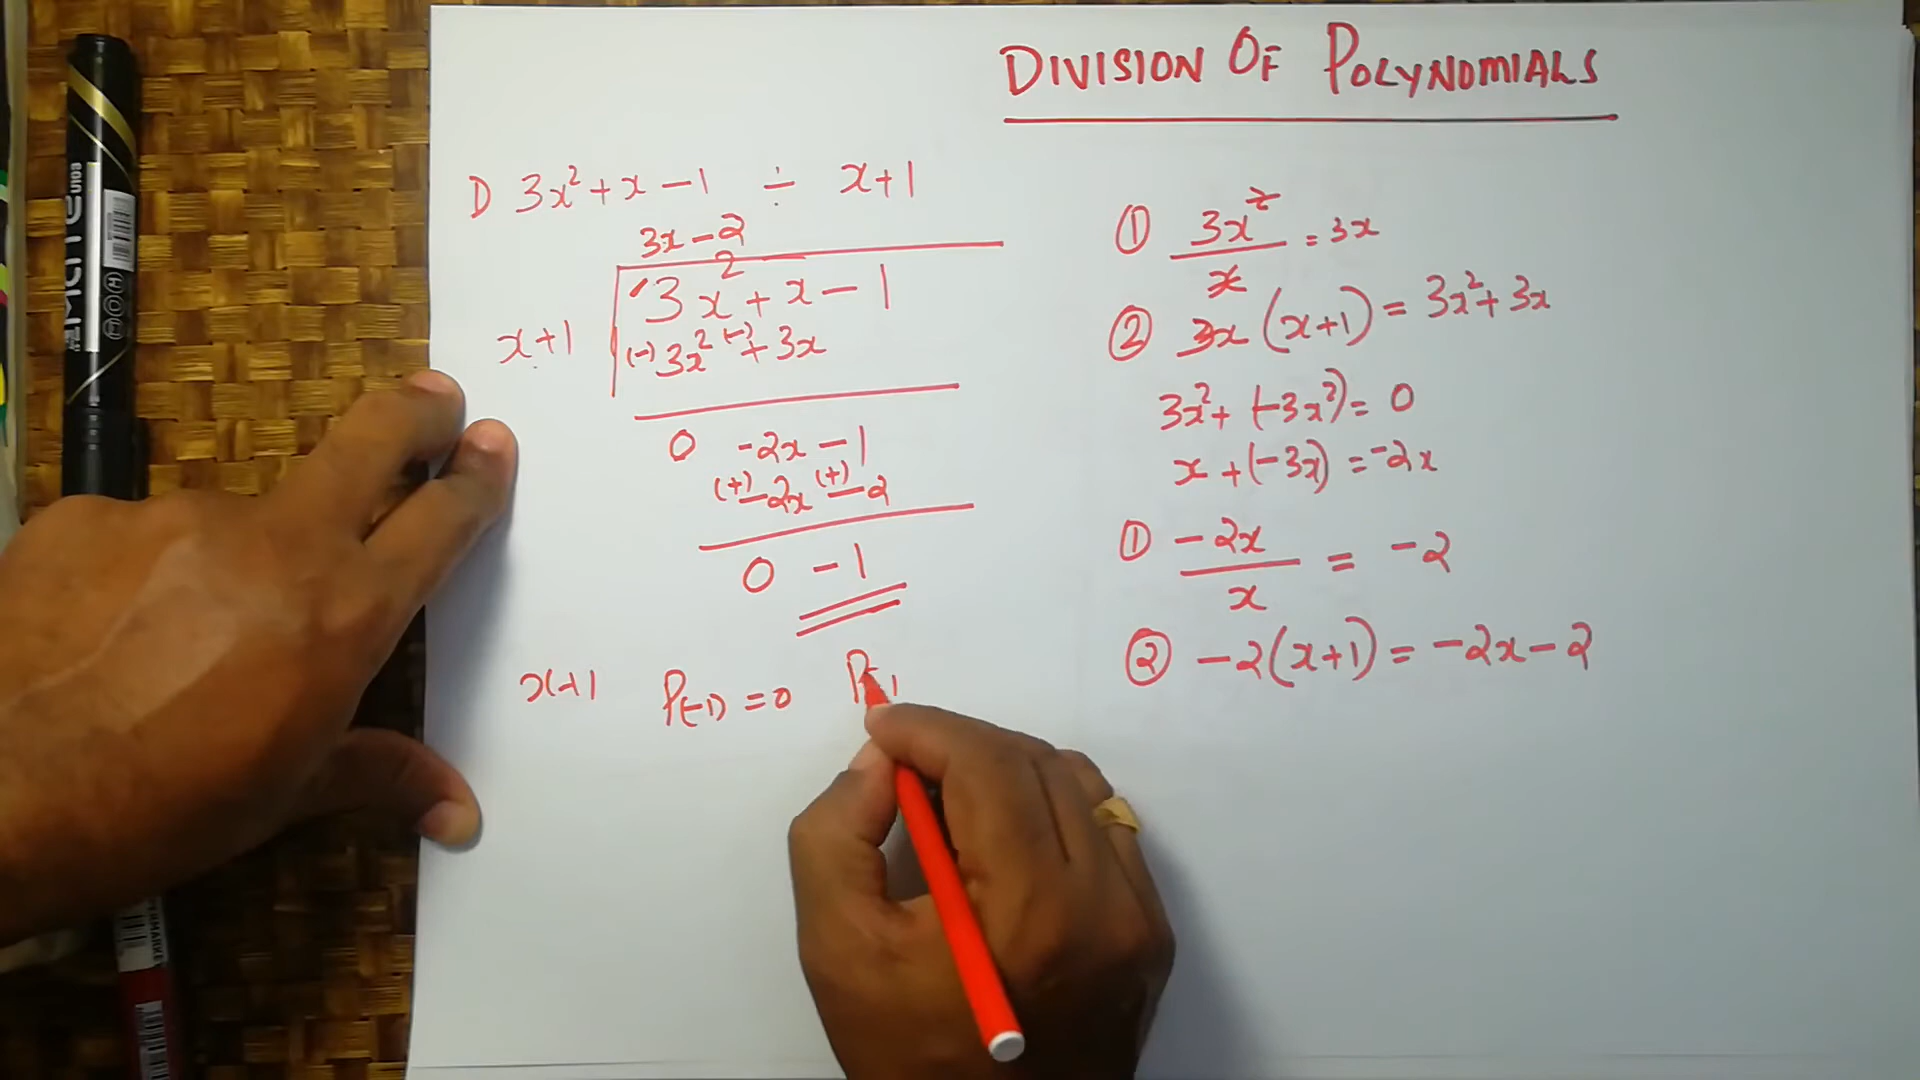 DIVISION OF POLYNOMIALS
1) 3x² + x - 1 ÷ x+1
3x - 2
x+1
3x² + x - 1
(-) 3x² (-) + 3x
0 -2x - 1
(+) -2x (+) -2
0 -1
x+1 P(-1) = 0
① 3x²/x = 3x
② 3x(x+1) = 3x² + 3x
3x² + (-3x²) = 0
x + (-3x) = -2x
① -2x/x = -2
② -2(x+1) = -2x - 2